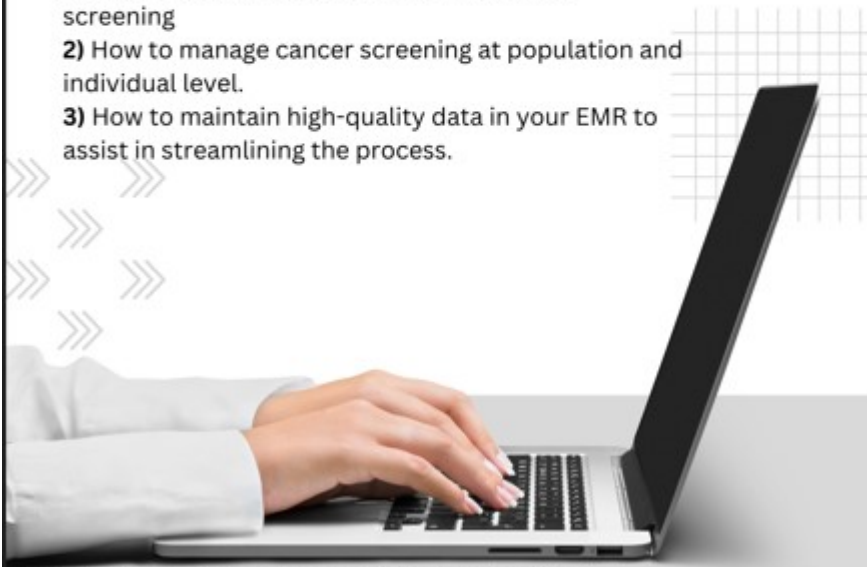 screening
2) How to manage cancer screening at population and
individual level.
3) How to maintain high-quality data in your EMR to
assist in streamlining the process.